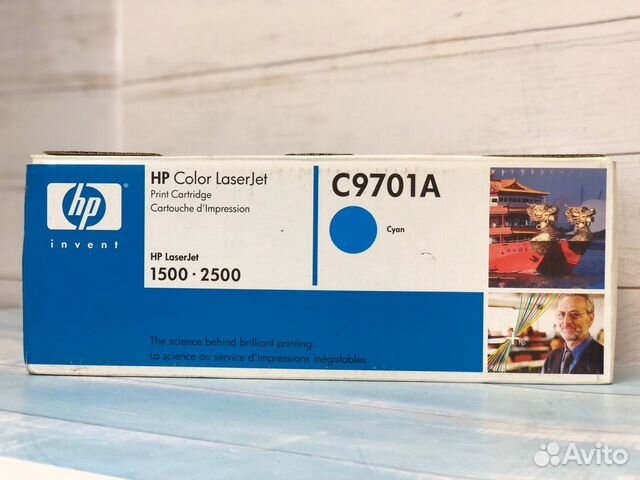 hp
invent
HP Color LaserJet
Print Cartridge
Cartouche d'Impression
HP LaserJet
1500 · 2500
C9701A
Cyan
The science behind brilliant printing.
La science au service d'impressions inégalables.
Avito